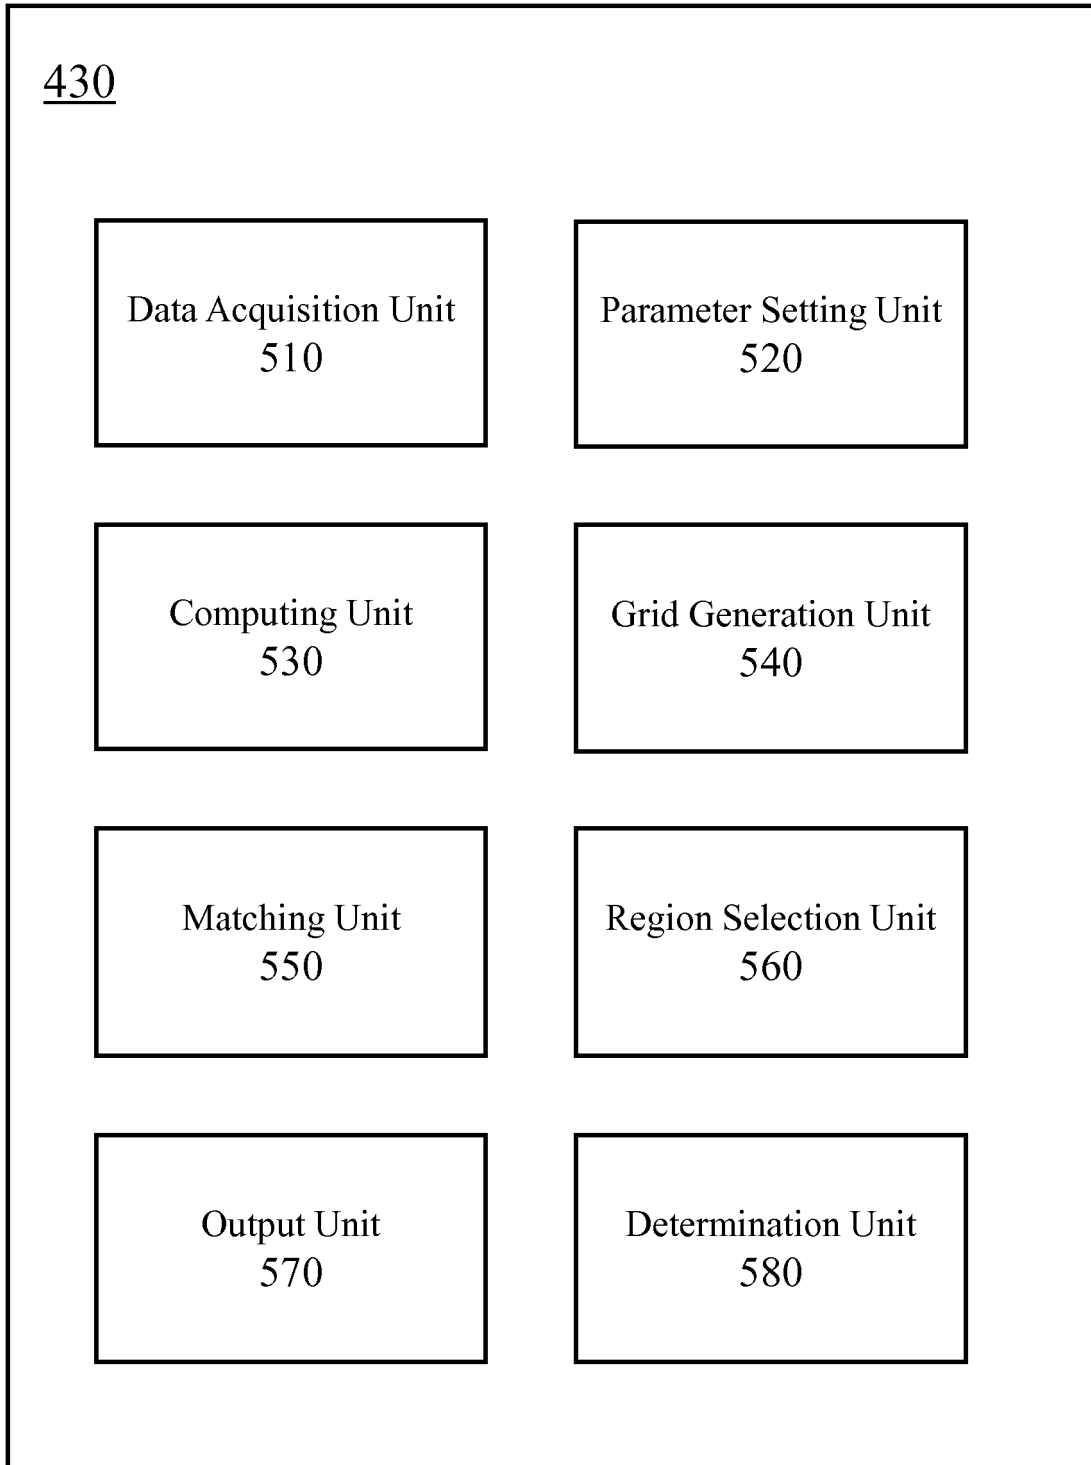 430
Data Acquisition Unit
510
Parameter Setting Unit
520
Computing Unit
530
Grid Generation Unit
540
Matching Unit
550
Region Selection Unit
560
Output Unit
570
Determination Unit
580